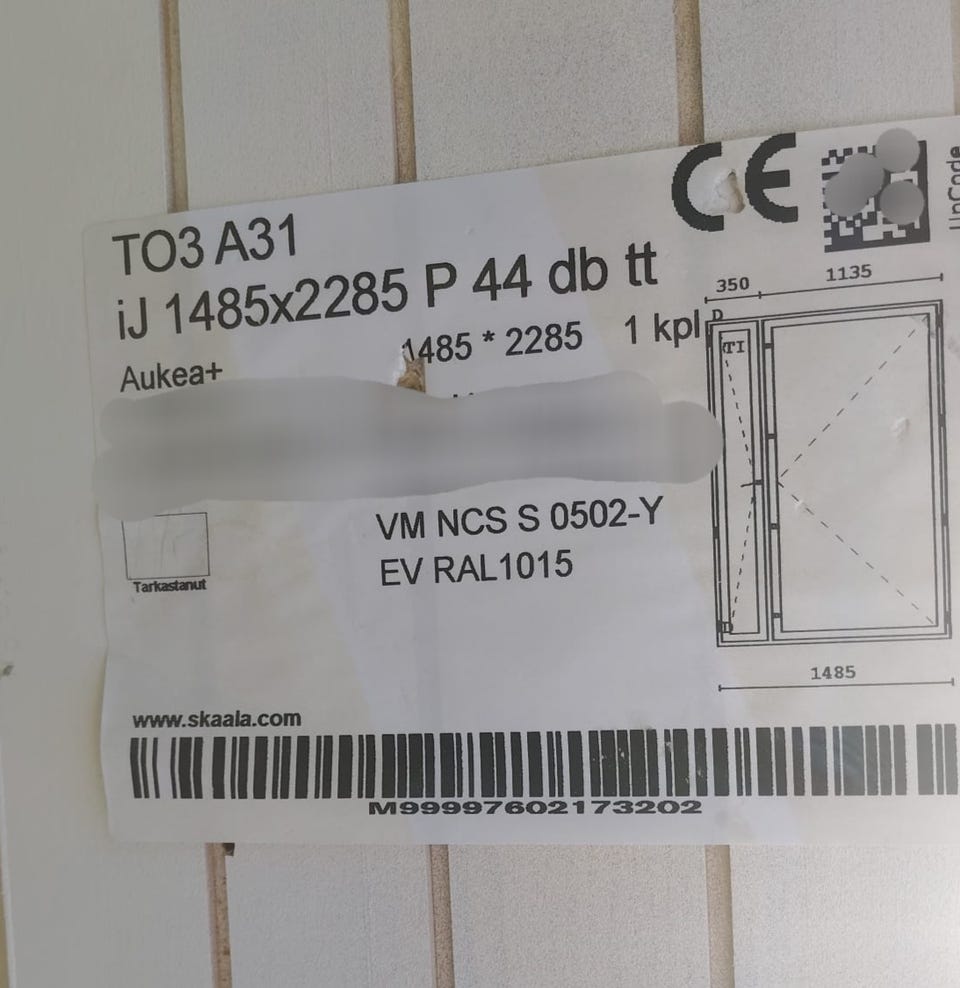 CE
UpCode
TO3 A31
iJ 1485x2285 P 44 db tt
1485 * 2285 1 kpl
Aukea+
350 1135
TI
VM NCS S 0502-Y
EV RAL1015
Tarkastanut
1485
www.skaala.com
M99997602173202